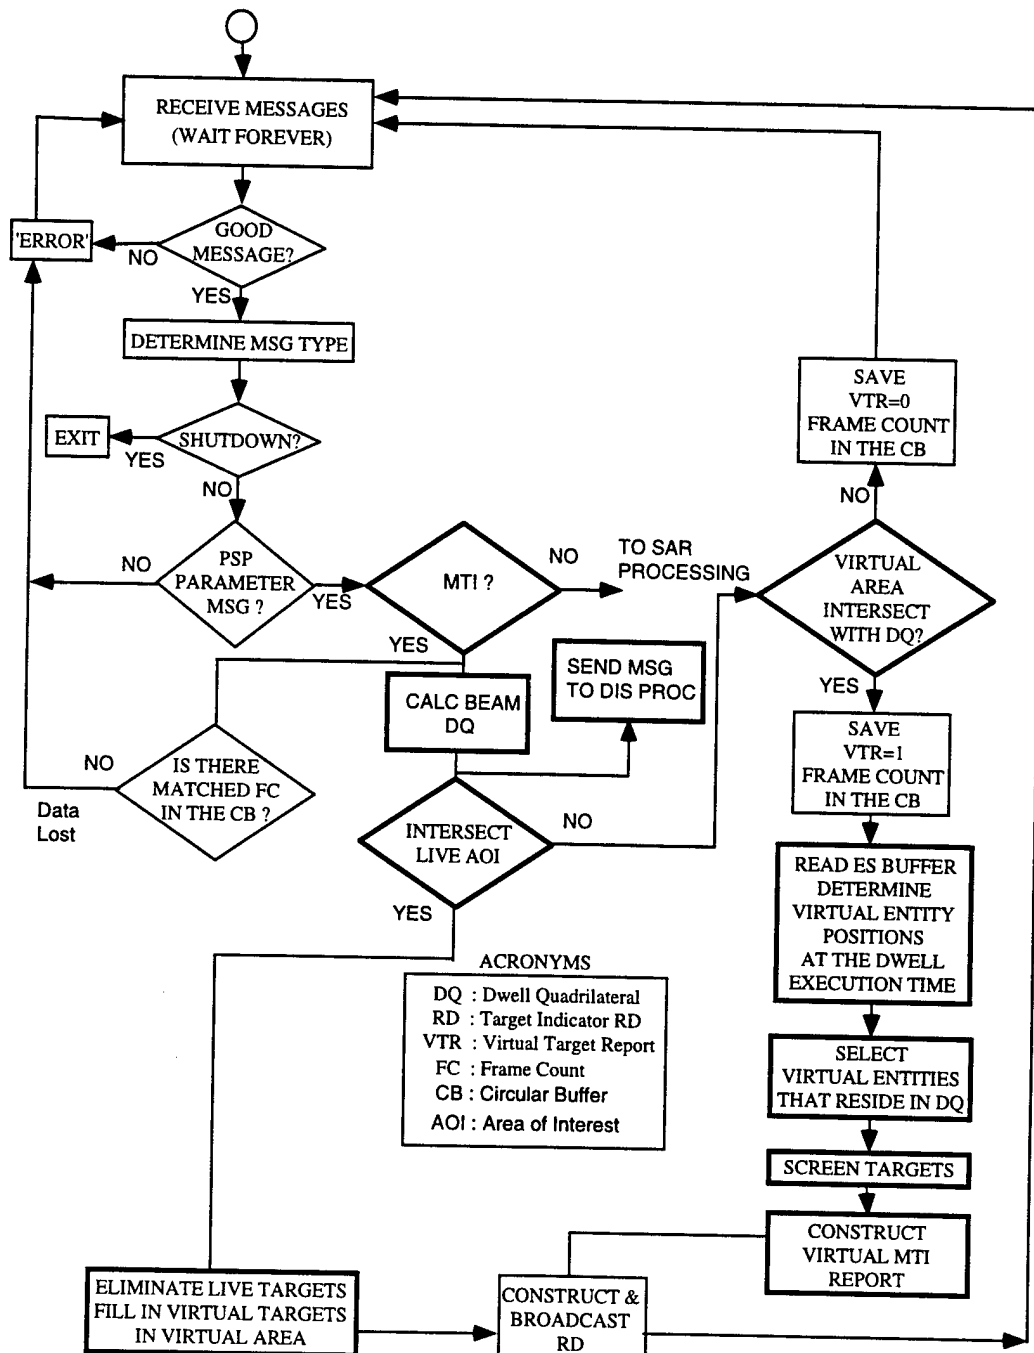 RECEIVE MESSAGES
(WAIT FOREVER)
'ERROR'
NO
GOOD
MESSAGE?
YES
DETERMINE MSG TYPE
EXIT
YES
SHUTDOWN?
NO
NO
PSP
PARAMETER
MSG ?
YES
MTI ?
NO
TO SAR
PROCESSING
YES
SAVE
VTR=0
FRAME COUNT
IN THE CB
NO
VIRTUAL
AREA
INTERSECT
WITH DQ?
YES
SEND MSG
TO DIS PROC
CALC BEAM
DQ
NO
IS THERE
MATCHED FC
IN THE CB ?
Data
Lost
INTERSECT
LIVE AOI
NO
YES
SAVE
VTR=1
FRAME COUNT
IN THE CB
READ ES BUFFER
DETERMINE
VIRTUAL ENTITY
POSITIONS
AT THE DWELL
EXECUTION TIME
ACRONYMS
DQ : Dwell Quadrilateral
RD : Target Indicator RD
VTR : Virtual Target Report
FC : Frame Count
CB : Circular Buffer
AOI : Area of Interest
SELECT
VIRTUAL ENTITIES
THAT RESIDE IN DQ
SCREEN TARGETS
CONSTRUCT
VIRTUAL MTI
REPORT
ELIMINATE LIVE TARGETS
FILL IN VIRTUAL TARGETS
IN VIRTUAL AREA
CONSTRUCT &
BROADCAST
RD